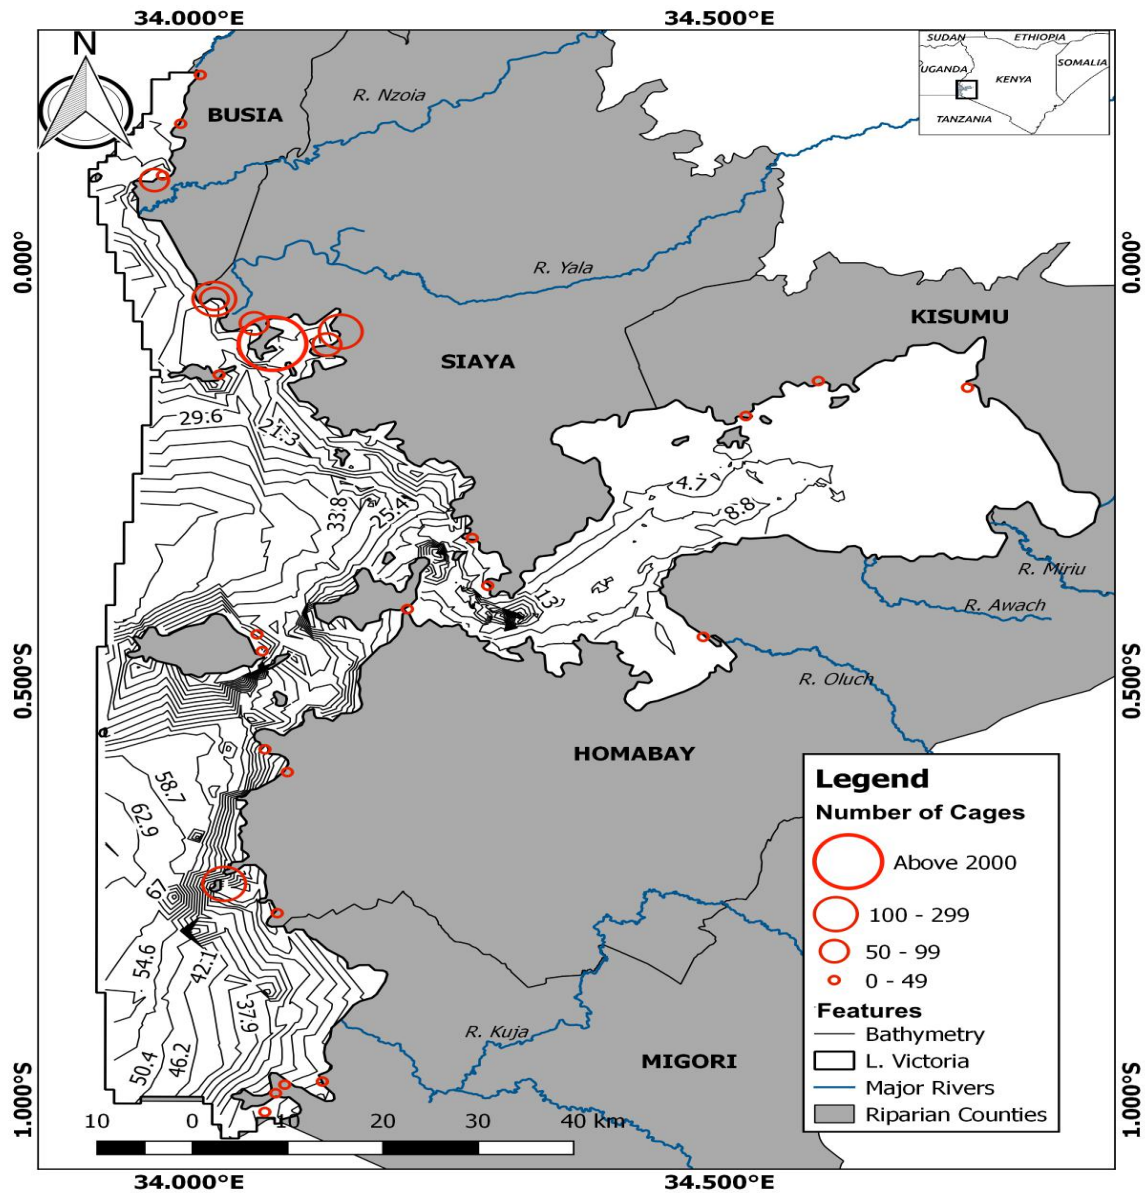 34.000°E
34.500°E
N
SUDAN
ETHIOPIA
UGANDA
KENYA
SOMALIA
TANZANIA
BUSIA
R. Nzoia
0.000°
0.000°
R. Yala
KISUMU
SIAYA
29.6
21.3
33.8
25.4
4.7
8.8
13
R. Miriu
R. Awach
0.500°S
0.500°S
R. Oluch
HOMABAY
58.7
62.9
67
54.6
42.1
37.9
50.4
46.2
R. Kuja
MIGORI
Legend
Number of Cages
Above 2000
100 - 299
50 - 99
0 - 49
Features
Bathymetry
L. Victoria
Major Rivers
Riparian Counties
1.000°S
1.000°S
10
0
10
20
30
40 km
34.000°E
34.500°E